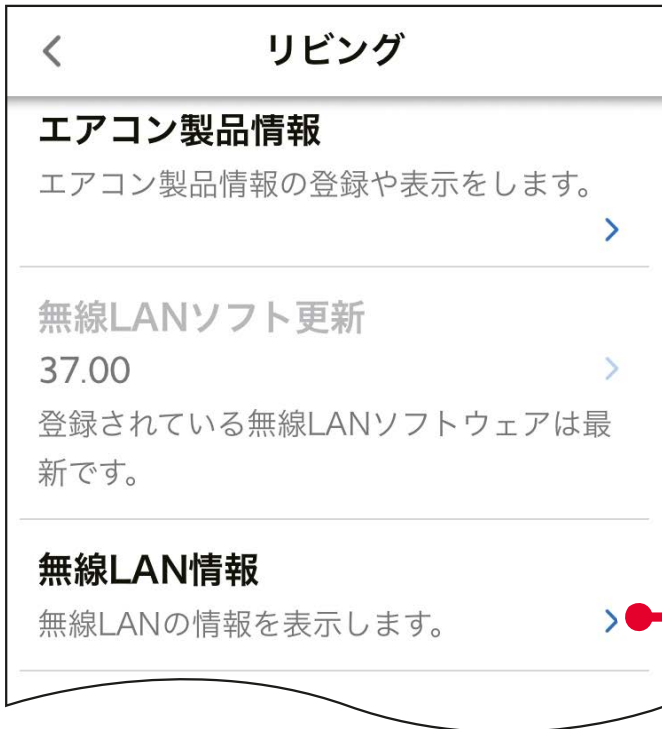 リビング
エアコン製品情報
エアコン製品情報の登録や表示をします。
無線LANソフト更新
37.00
登録されている無線LANソフトウェアは最
新です。
無線LAN情報
無線LANの情報を表示します。